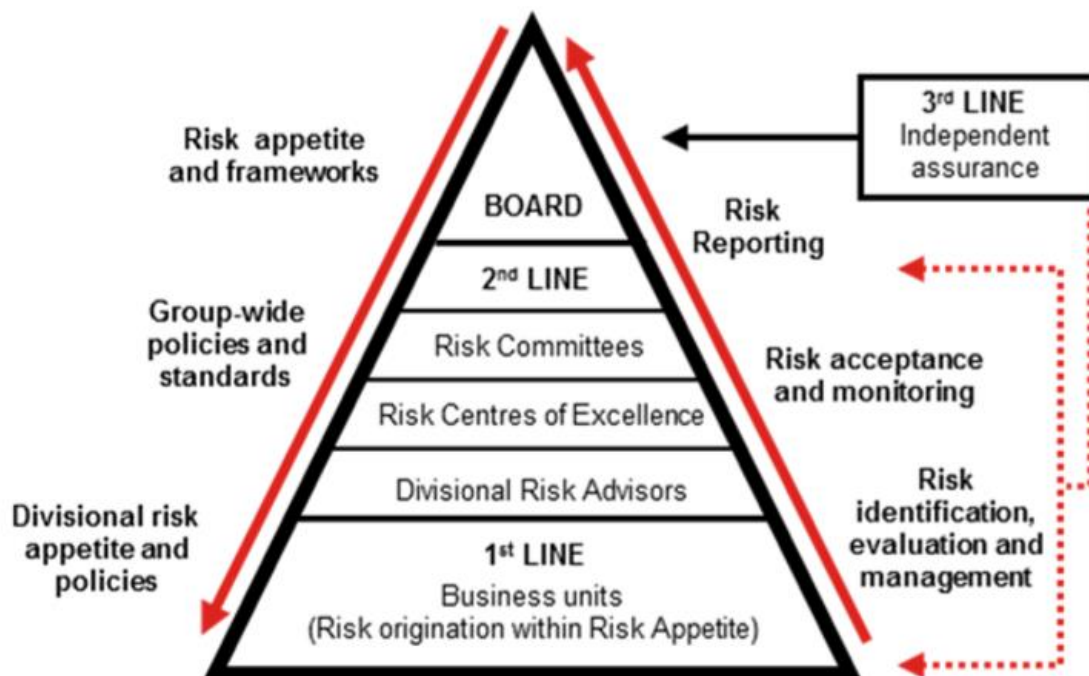 Risk appetite
and frameworks
Group-wide
policies and
standards
Divisional risk
appetite and
policies
BOARD
2nd LINE
Risk Committees
Risk Centres of Excellence
Divisional Risk Advisors
1st LINE
Business units
(Risk origination within Risk Appetite)
Risk
Reporting
Risk acceptance
and monitoring
Risk
identification,
evaluation and
management
3rd LINE
Independent
assurance